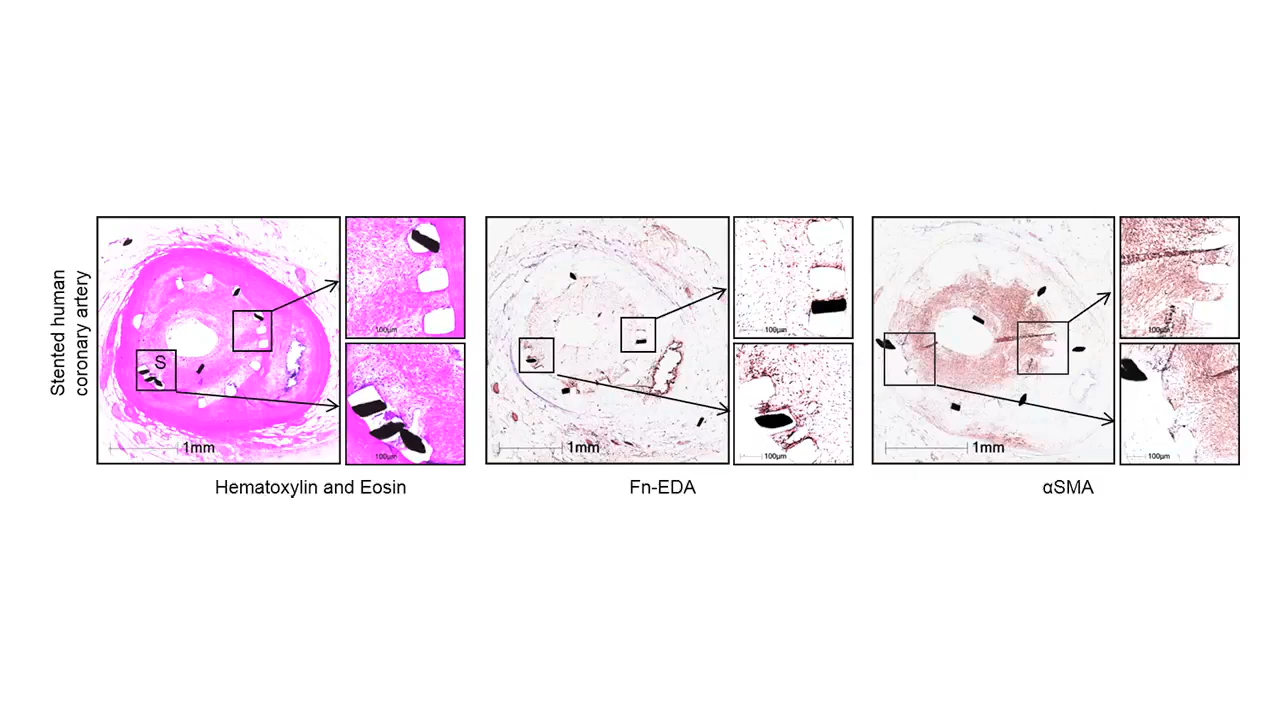 Stented human
coronary artery
S
1mm
100µm
100µm
Hematoxylin and Eosin
1mm
100µm
100µm
Fn-EDA
1mm
100µm
100µm
αSMA